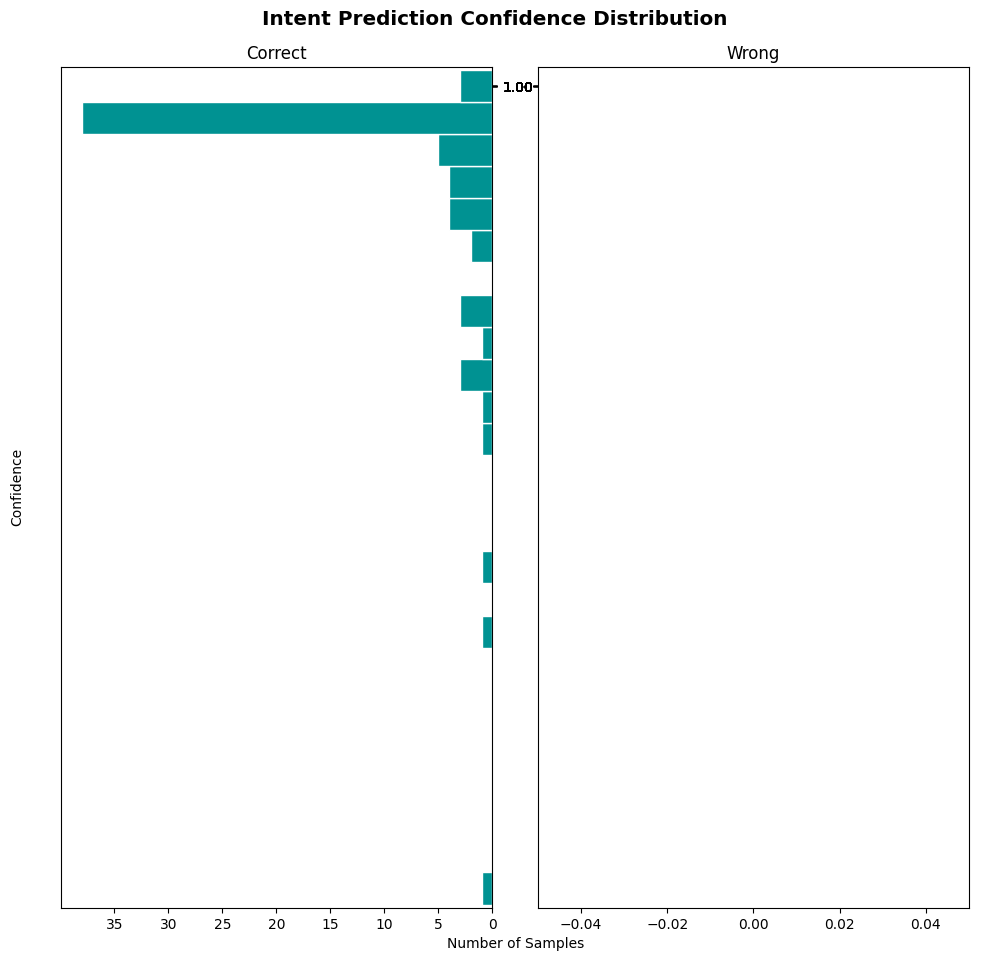 Intent Prediction Confidence Distribution
Correct
Wrong
1.00
Confidence
35 30 25 20 15 10 5 0
−0.04 −0.02 0.00 0.02 0.04
Number of Samples